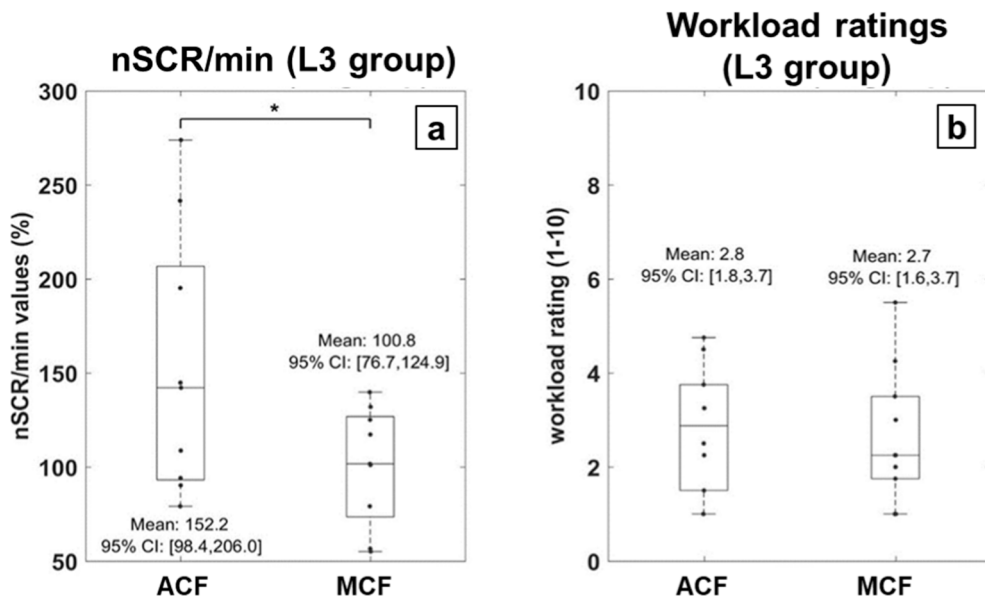 nSCR/min (L3 group)
300
250
200
150
100
50
nSCR/min values (%)
*
a
Mean: 100.8
95% CI: [76.7,124.9]
Mean: 152.2
95% CI: [98.4,206.0]
ACF
MCF
Workload ratings
(L3 group)
10
8
6
4
2
0
workload rating (1-10)
b
Mean: 2.8
95% CI: [1.8,3.7]
Mean: 2.7
95% CI: [1.6,3.7]
ACF
MCF